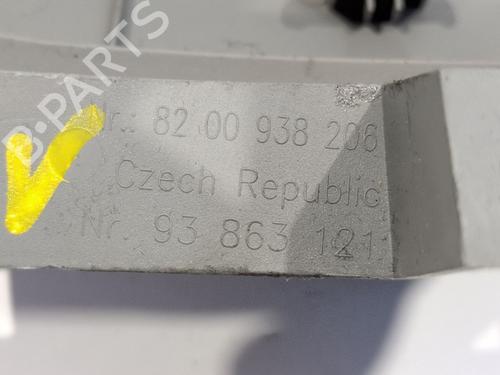 B-PARTS
Nr.: 82 00 938 206
Czech Republic
Nr. 93 863 121